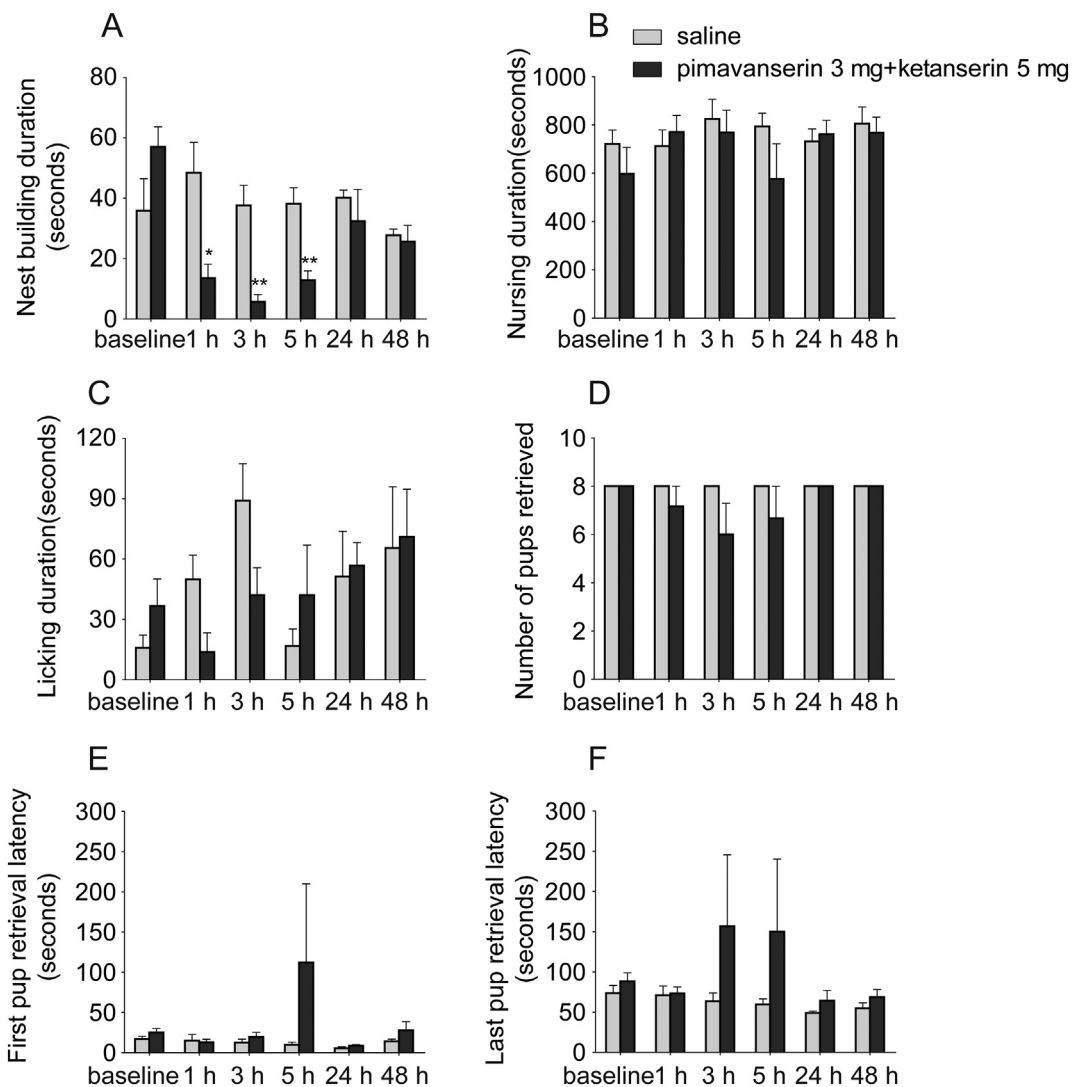 A
Nest building duration
(seconds)
80
60
40
20
0
*
**
**
baseline 1 h 3 h 5 h 24 h 48 h
B
saline
pimavanserin 3 mg+ketanserin 5 mg
Nursing duration(seconds)
1000
800
600
400
200
0
baseline 1 h 3 h 5 h 24 h 48 h
C
Licking duration(seconds)
120
90
60
30
0
baseline 1 h 3 h 5 h 24 h 48 h
D
Number of pups retrieved
10
8
6
4
2
0
baseline1 h 3 h 5 h 24 h 48 h
E
First pup retrieval latency
(seconds)
300
250
200
150
100
50
0
baseline 1 h 3 h 5 h 24 h 48 h
F
Last pup retrieval latency
(seconds)
300
250
200
150
100
50
0
baseline 1 h 3 h 5 h 24 h 48 h